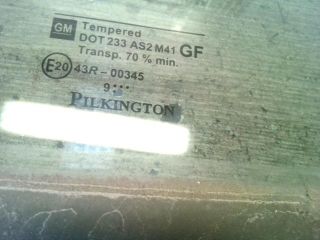 GM Tempered
DOT 233 AS2 M41 GF
Transp. 70 % min.
E20 43R-00345
9•••
PILKINGTON